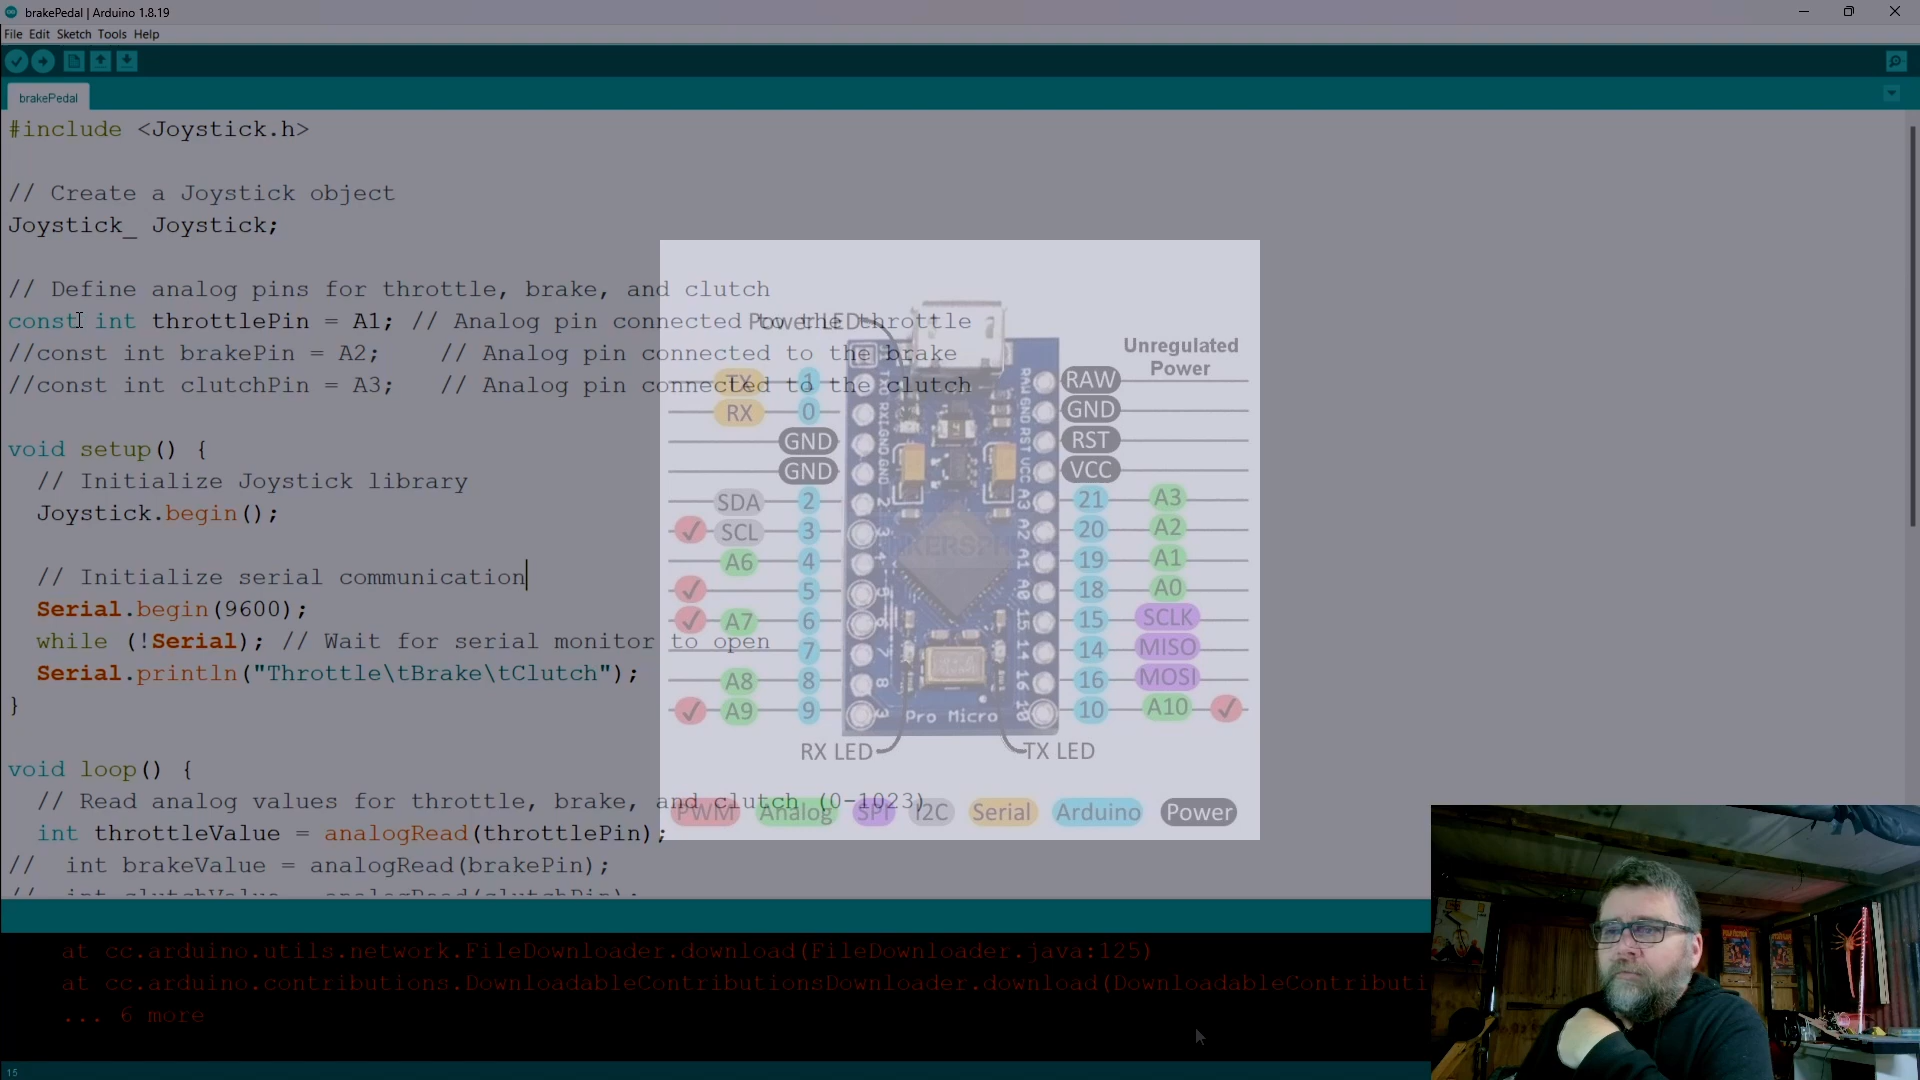 brakePedal | Arduino 1.8.19
File Edit Sketch Tools Help
brakePedal
#include <Joystick.h>
// Create a Joystick object
Joystick_ Joystick;
// Define analog pins for throttle, brake, and clutch
const int throttlePin = A1; // Analog pin connected to the throttle
//const int brakePin = A2;    // Analog pin connected to the brake
//const int clutchPin = A3;   // Analog pin connected to the clutch
void setup() {
// Initialize Joystick library
Joystick.begin();
// Initialize serial communication
Serial.begin(9600);
while (!Serial); // Wait for serial monitor to open
Serial.println("Throttle\tBrake\tClutch");
}
void loop() {
// Read analog values for throttle, brake, and clutch (0-1023)
int throttleValue = analogRead(throttlePin);
//  int brakeValue = analogRead(brakePin);
//  int clutchValue = analogRead(clutchPin);
at cc.arduino.utils.network.FileDownloader.download(FileDownloader.java:125)
at cc.arduino.contributions.DownloadableContributionsDownloader.download(DownloadableContributi
... 6 more
15
Power LED
Unregulated
Power
TX 1
RX 0
GND
GND
SDA 2
SCL 3
A6 4
5
A7 6
7
A8 8
A9 9
RAW
GND
RST
VCC
21 A3
20 A2
19 A1
18 A0
15 SCLK
14 MISO
16 MOSI
10 A10
Pro Micro
RX LED
TX LED
PWM Analog SPI I2C Serial Arduino Power